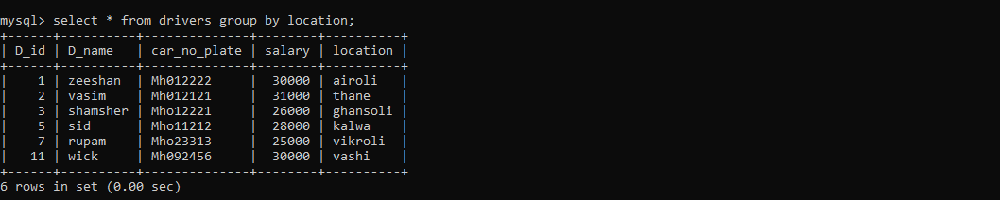 mysql> select * from drivers group by location;
+------+----------+--------------+--------+----------+
| D_id | D_name   | car_no_plate | salary | location |
+------+----------+--------------+--------+----------+
|    1 | zeeshan  | Mh012222     |  30000 | airoli   |
|    2 | vasim    | Mh012121     |  31000 | thane    |
|    3 | shamsher | Mho12221     |  26000 | ghansoli |
|    5 | sid      | Mho11212     |  28000 | kalwa    |
|    7 | rupam    | Mho23313     |  25000 | vikroli  |
|   11 | wick     | Mh092456     |  30000 | vashi    |
+------+----------+--------------+--------+----------+
6 rows in set (0.00 sec)